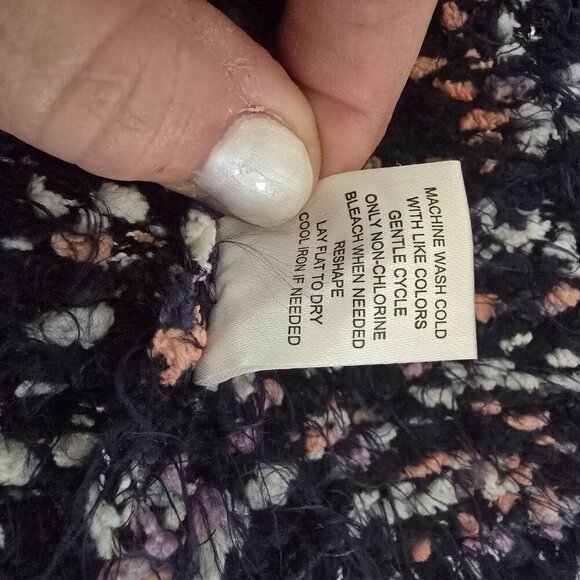 MACHINE WASH COLD
WITH LIKE COLORS
GENTLE CYCLE
ONLY NON-CHLORINE
BLEACH WHEN NEEDED
RESHAPE
LAY FLAT TO DRY
COOL IRON IF NEEDED